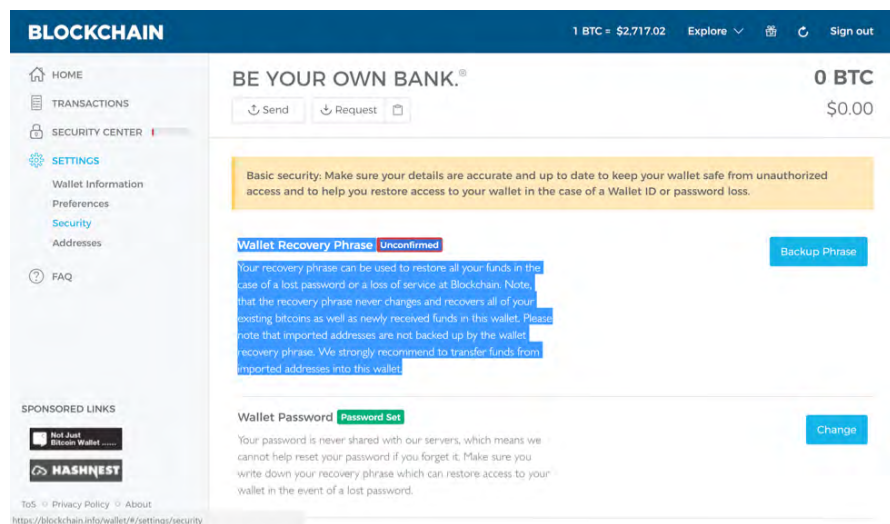 BLOCKCHAIN
1 BTC = $2,717.02 Explore Sign out
HOME
TRANSACTIONS
SECURITY CENTER
SETTINGS
Wallet Information
Preferences
Security
Addresses
FAQ
SPONSORED LINKS
Not Just
Bitcoin Wallet ......
HASHNEST
ToS Privacy Policy About
https://blockchain.info/wallet/#/settings/security
BE YOUR OWN BANK.®
0 BTC
Send Request
$0.00
Basic security: Make sure your details are accurate and up to date to keep your wallet safe from unauthorized
access and to help you restore access to your wallet in the case of a Wallet ID or password loss.
Wallet Recovery Phrase Unconfirmed
Backup Phrase
Your recovery phrase can be used to restore all your funds in the
case of a lost password or a loss of service at Blockchain. Note,
that the recovery phrase never changes and recovers all of your
existing bitcoins as well as newly received funds in this wallet. Please
note that imported addresses are not backed up by the wallet
recovery phrase. We strongly recommend to transfer funds from
imported addresses into this wallet.
Wallet Password Password Set
Change
Your password is never shared with our servers, which means we
cannot help reset your password if you forget it. Make sure you
write down your recovery phrase which can restore access to your
wallet in the event of a lost password.